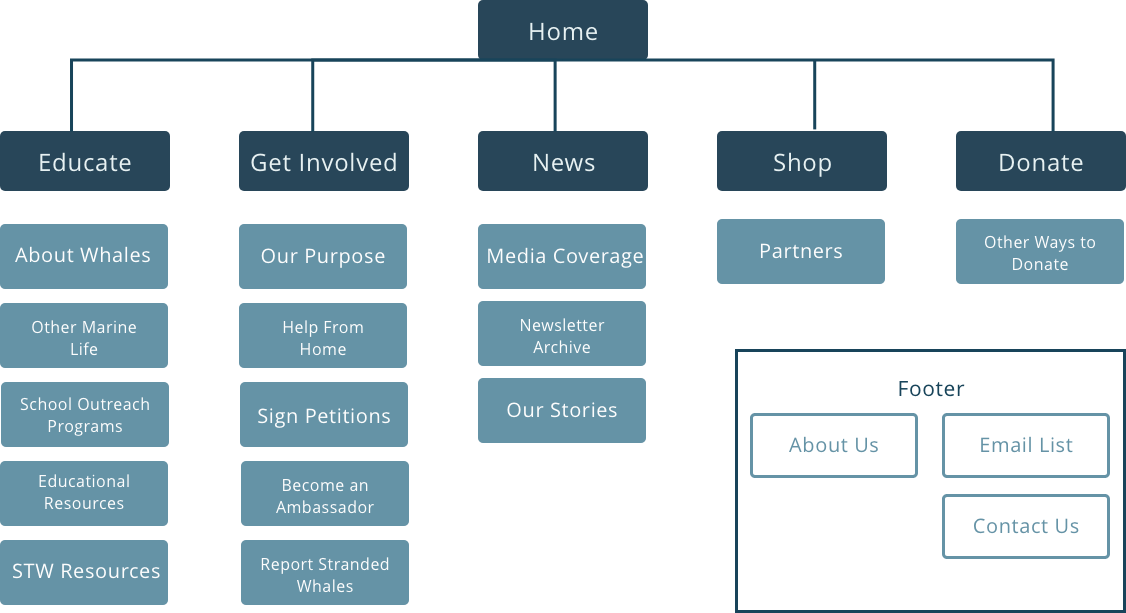 Home
Educate
Get Involved
News
Shop
Donate
About Whales
Other Marine
Life
School Outreach
Programs
Educational
Resources
STW Resources
Our Purpose
Help From
Home
Sign Petitions
Become an
Ambassador
Report Stranded
Whales
Media Coverage
Newsletter
Archive
Our Stories
Partners
Other Ways to
Donate
Footer
About Us
Email List
Contact Us